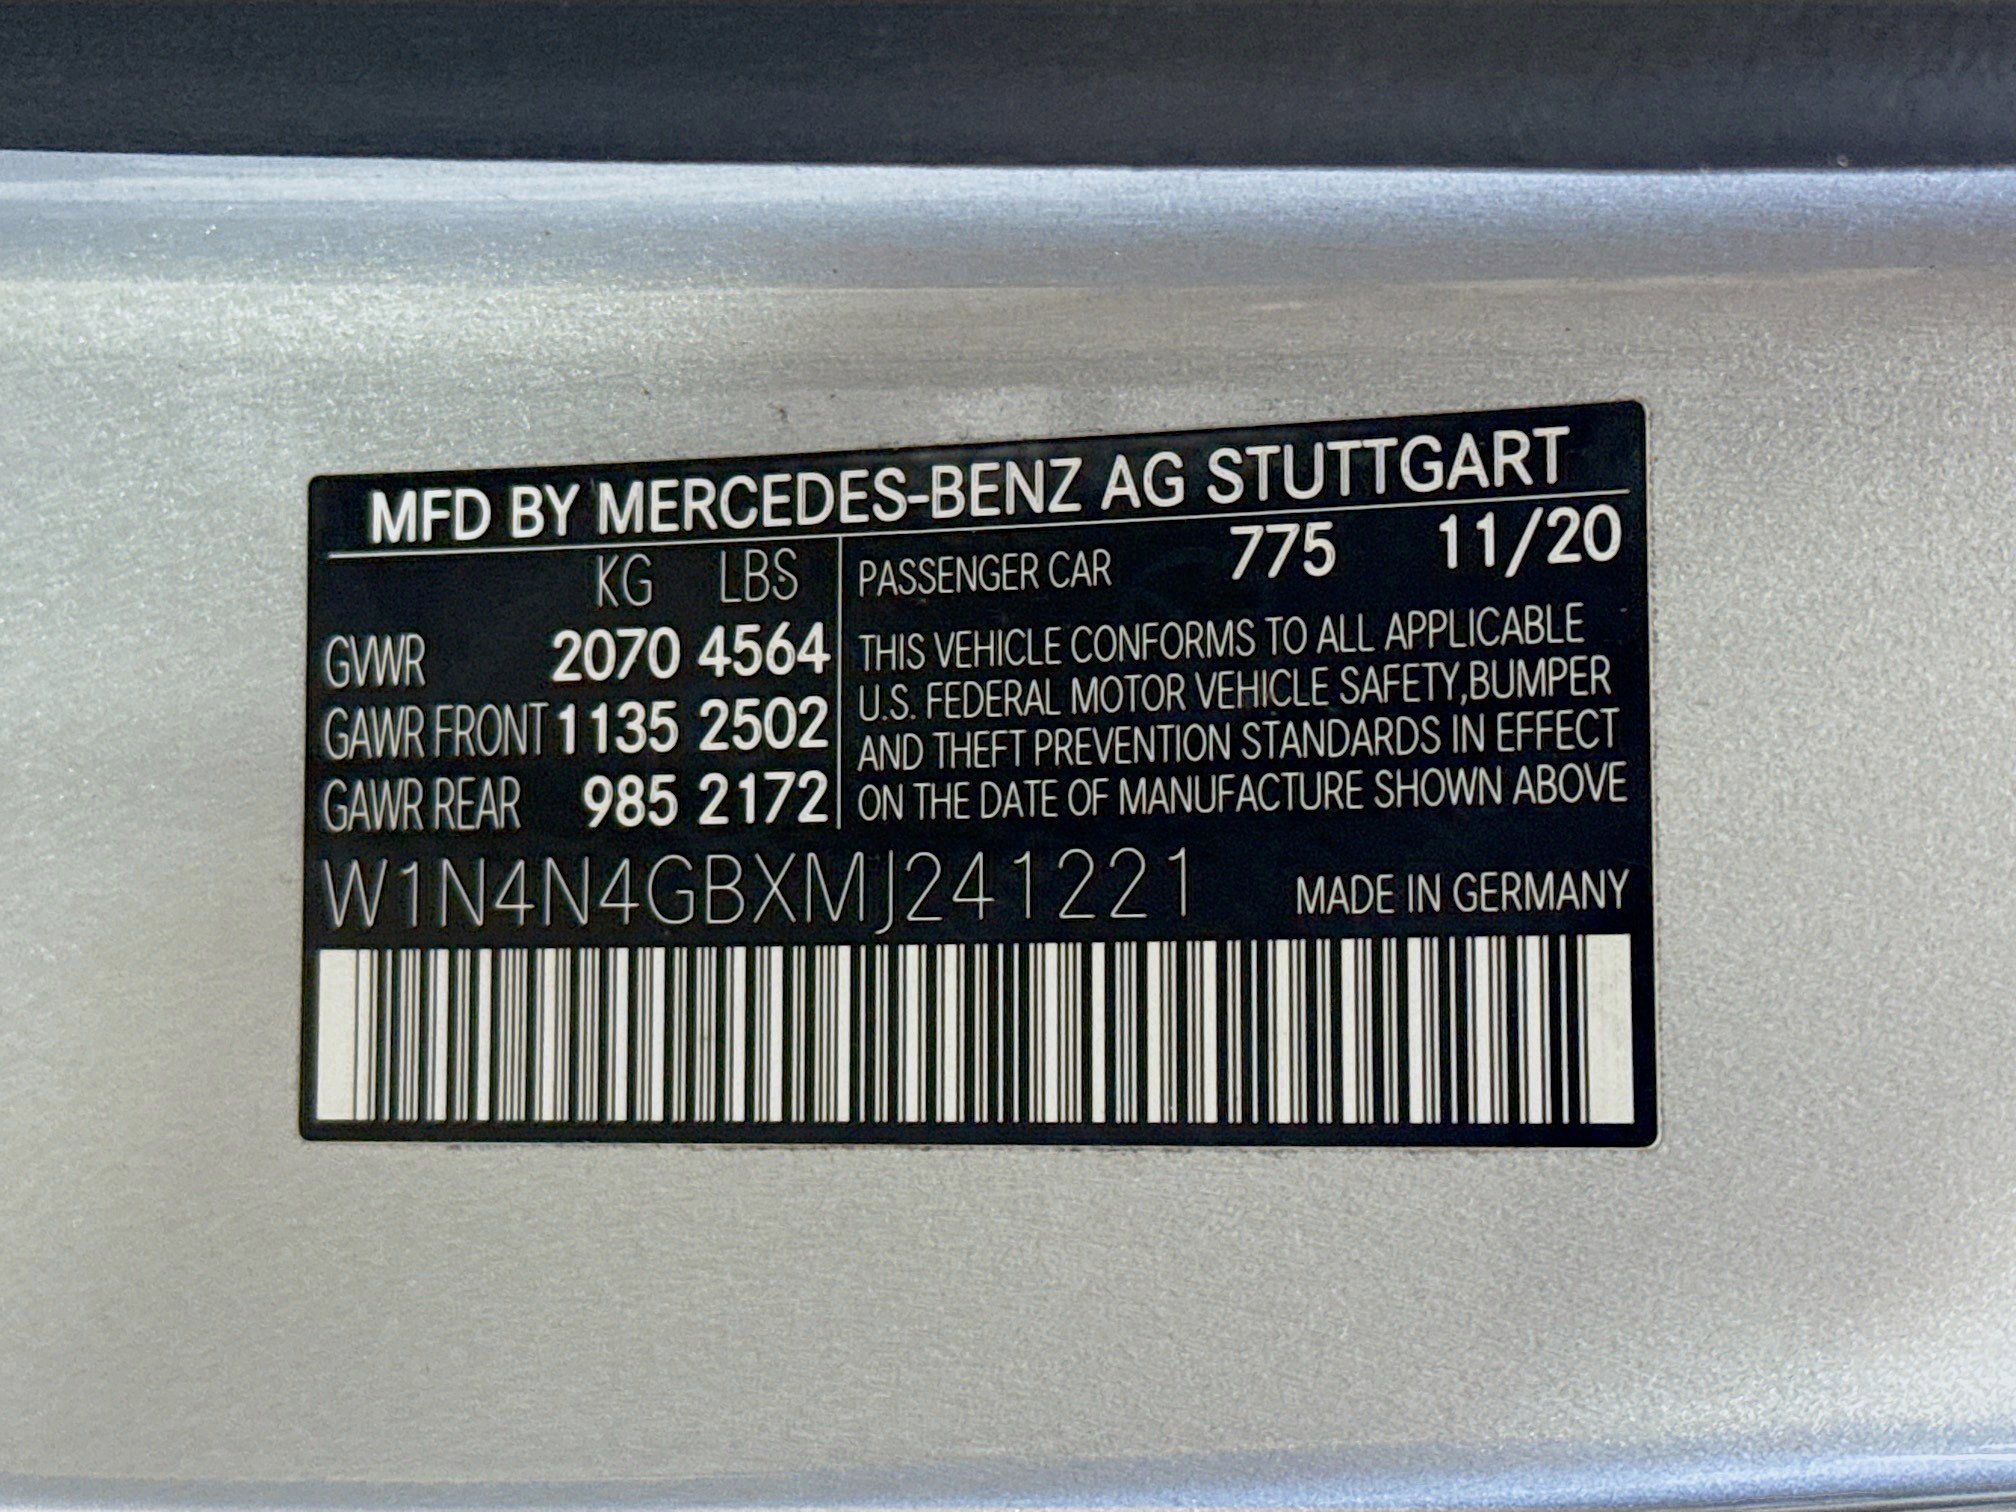 MFD BY MERCEDES-BENZ AG STUTTGART
KG LBS
GVWR 2070 4564
GAWR FRONT 1135 2502
GAWR REAR 985 2172
PASSENGER CAR 775 11/20
THIS VEHICLE CONFORMS TO ALL APPLICABLE
U.S. FEDERAL MOTOR VEHICLE SAFETY,BUMPER
AND THEFT PREVENTION STANDARDS IN EFFECT
ON THE DATE OF MANUFACTURE SHOWN ABOVE
W1N4N4GBXMJ241221 MADE IN GERMANY